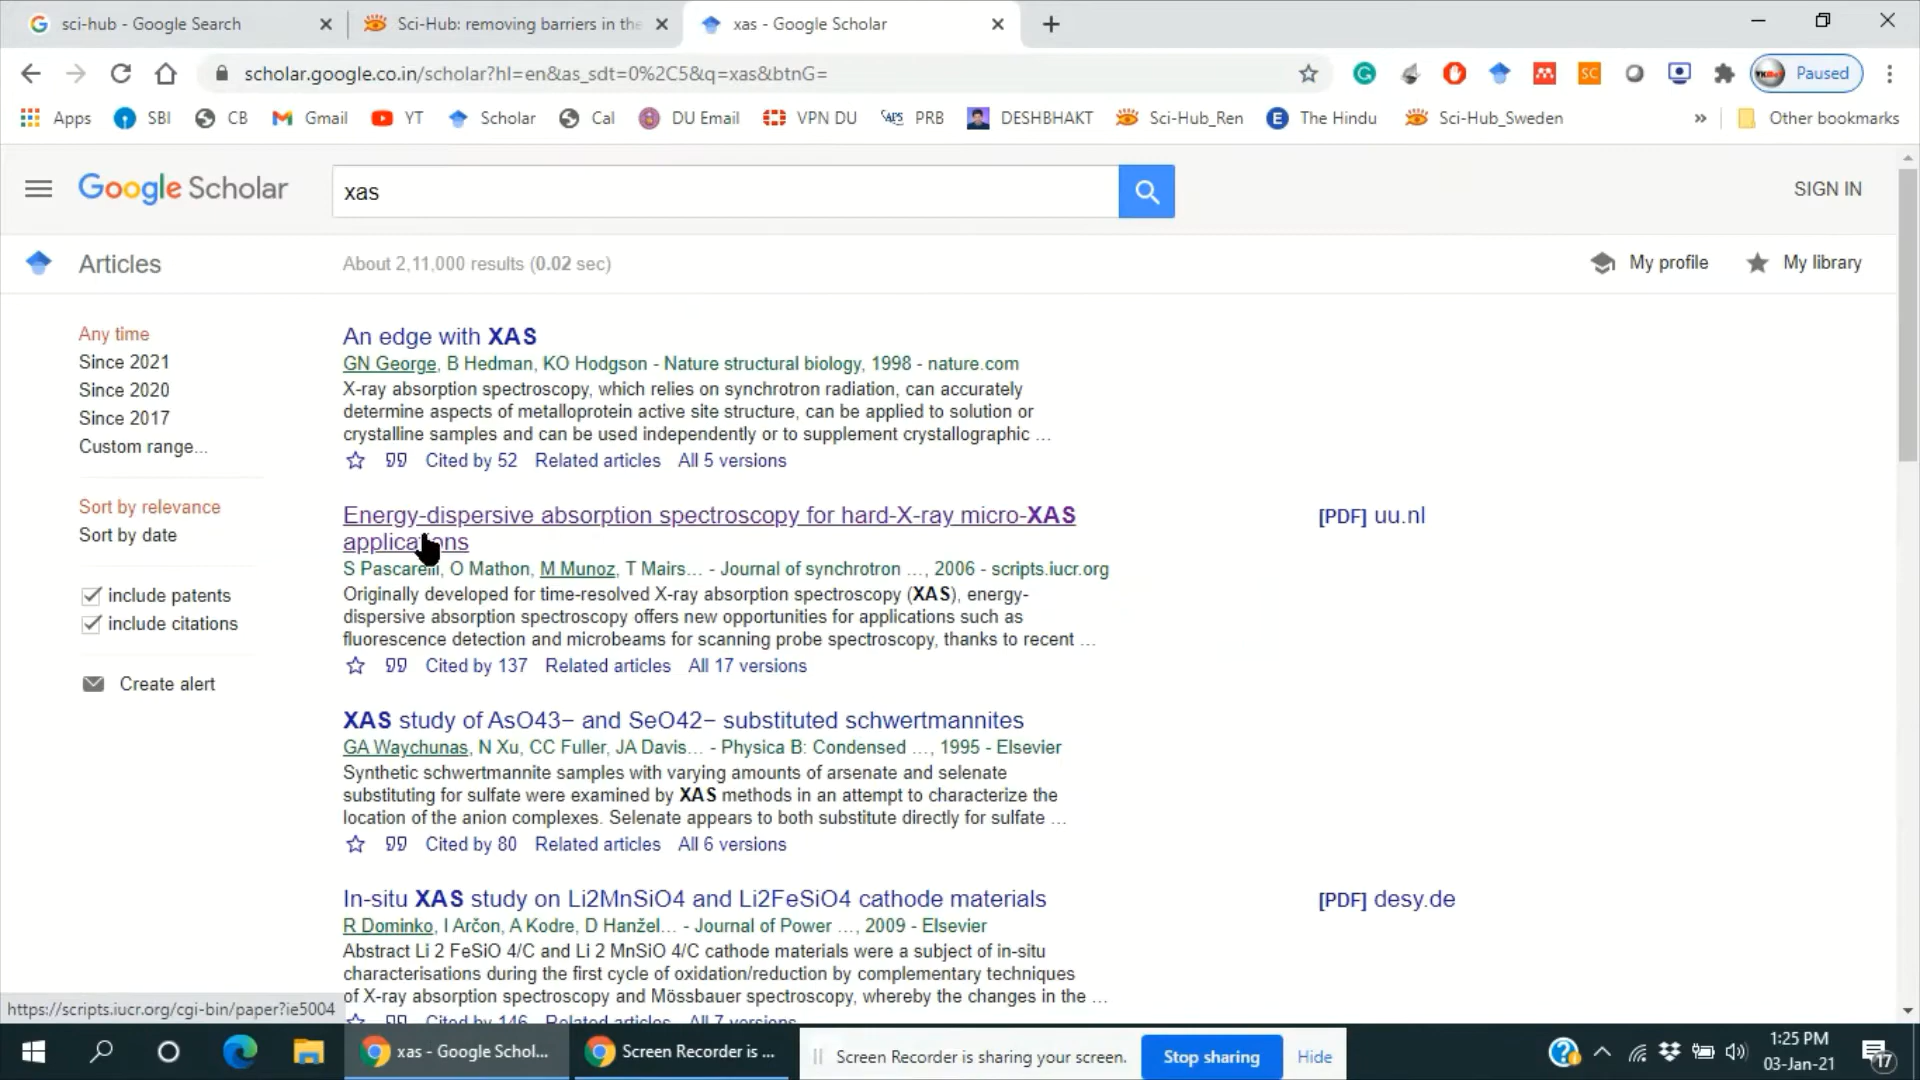 sci-hub - Google Search
Sci-Hub: removing barriers in the
xas - Google Scholar
scholar.google.co.in/scholar?hl=en&as_sdt=0%2C5&q=xas&btnG=
Paused
Apps SBI CB Gmail YT Scholar Cal DU Email VPN DU PRB DESHBHAKT Sci-Hub_Ren The Hindu Sci-Hub_Sweden » Other bookmarks
Google Scholar
xas
SIGN IN
Articles
About 2,11,000 results (0.02 sec)
My profile
My library
Any time
Since 2021
Since 2020
Since 2017
Custom range...
Sort by relevance
Sort by date
include patents
include citations
Create alert
An edge with XAS
GN George, B Hedman, KO Hodgson - Nature structural biology, 1998 - nature.com
X-ray absorption spectroscopy, which relies on synchrotron radiation, can accurately
determine aspects of metalloprotein active site structure, can be applied to solution or
crystalline samples and can be used independently or to supplement crystallographic …
Cited by 52 Related articles All 5 versions
Energy-dispersive absorption spectroscopy for hard-X-ray micro-XAS
applications
[PDF] uu.nl
S Pascarelli, O Mathon, M Munoz, T Mairs… - Journal of synchrotron …, 2006 - scripts.iucr.org
Originally developed for time-resolved X-ray absorption spectroscopy (XAS), energy-
dispersive absorption spectroscopy offers new opportunities for applications such as
fluorescence detection and microbeams for scanning probe spectroscopy, thanks to recent …
Cited by 137 Related articles All 17 versions
XAS study of AsO43− and SeO42− substituted schwertmannites
GA Waychunas, N Xu, CC Fuller, JA Davis… - Physica B: Condensed …, 1995 - Elsevier
Synthetic schwertmannite samples with varying amounts of arsenate and selenate
substituting for sulfate were examined by XAS methods in an attempt to characterize the
location of the anion complexes. Selenate appears to both substitute directly for sulfate …
Cited by 80 Related articles All 6 versions
In-situ XAS study on Li2MnSiO4 and Li2FeSiO4 cathode materials
[PDF] desy.de
R Dominko, I Arčon, A Kodre, D Hanžel… - Journal of Power …, 2009 - Elsevier
Abstract Li 2 FeSiO 4/C and Li 2 MnSiO 4/C cathode materials were a subject of in-situ
characterisations during the first cycle of oxidation/reduction by complementary techniques
of X-ray absorption spectroscopy and Mössbauer spectroscopy, whereby the changes in the …
Cited by 146 Related articles All 7 versions
https://scripts.iucr.org/cgi-bin/paper?ie5004
xas - Google Schol...
Screen Recorder is ...
Screen Recorder is sharing your screen.
Stop sharing
Hide
1:25 PM
03-Jan-21
17